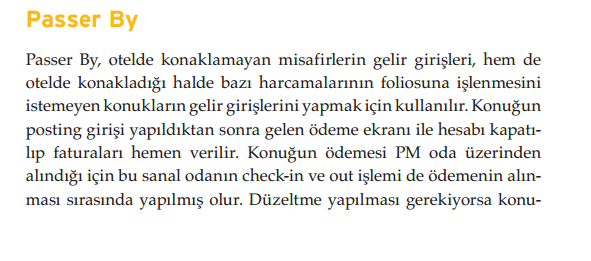 Passer By
Passer By, otelde konaklamayan misafirlerin gelir girişleri, hem de
otelde konakladığı halde bazı harcamalarının foliosuna işlenmesini
istemeyen konukların gelir girişlerini yapmak için kullanılır. Konuğun
posting girişi yapıldıktan sonra gelen ödeme ekranı ile hesabı kapatı-
lıp faturaları hemen verilir. Konuğun ödemesi PM oda üzerinden
alındığı için bu sanal odanın check-in ve out işlemi de ödemenin alın-
ması sırasında yapılmış olur. Düzeltme yapılması gerekiyorsa konu-